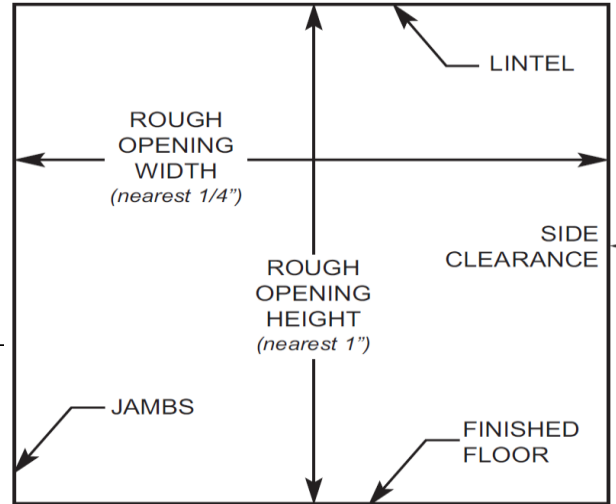 LINTEL
ROUGH
OPENING
WIDTH
(nearest 1/4”)
SIDE
CLEARANCE
ROUGH
OPENING
HEIGHT
(nearest 1”)
JAMBS
FINISHED
FLOOR